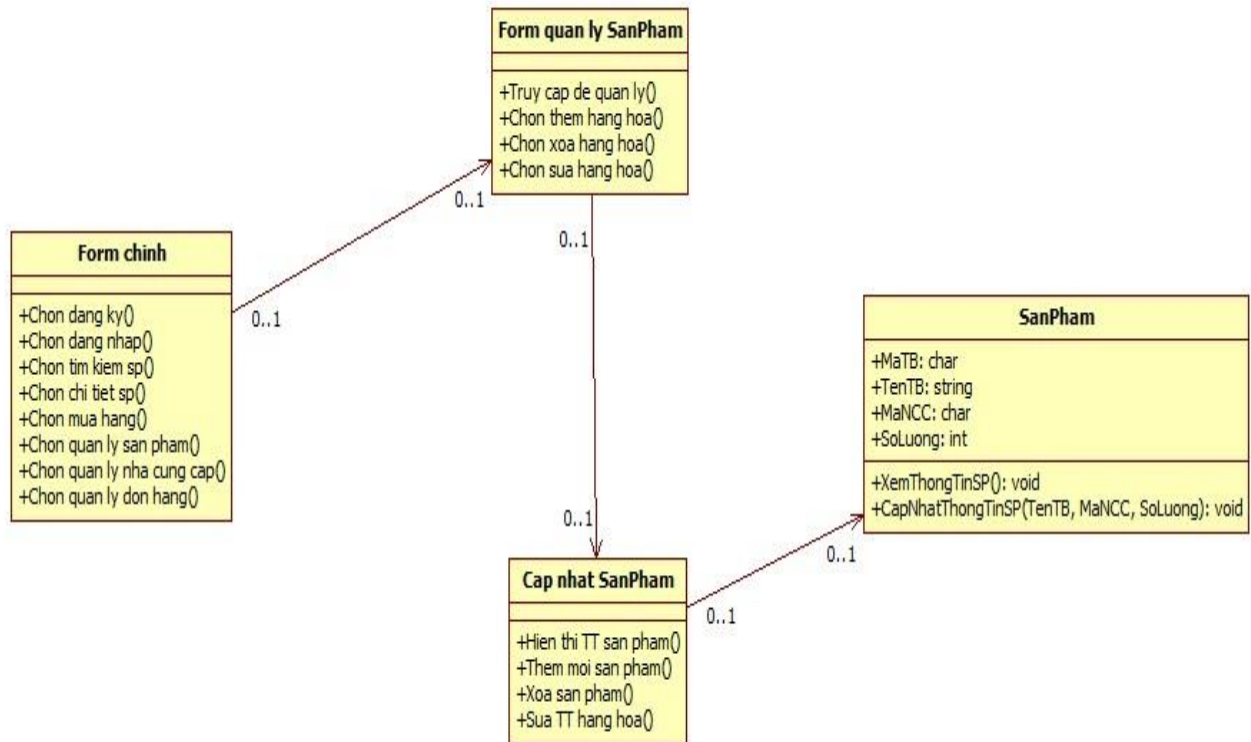 Form quan ly SanPham
+Truy cap de quan ly()
+Chon them hang hoa()
+Chon xoa hang hoa()
+Chon sua hang hoa()
0..1
0..1
Form chinh
+Chon dang ky()
+Chon dang nhap()
+Chon tim kiem sp()
+Chon chi tiet sp()
+Chon mua hang()
+Chon quan ly san pham()
+Chon quan ly nha cung cap()
+Chon quan ly don hang()
0..1
SanPham
+MaTB: char
+TenTB: string
+MaNCC: char
+SoLuong: int
+XemThongTinSP(): void
+CapNhatThongTinSP(TenTB, MaNCC, SoLuong): void
0..1
0..1
Cap nhat SanPham
+Hien thi TT san pham()
+Them moi san pham()
+Xoa san pham()
+Sua TT hang hoa()
0..1